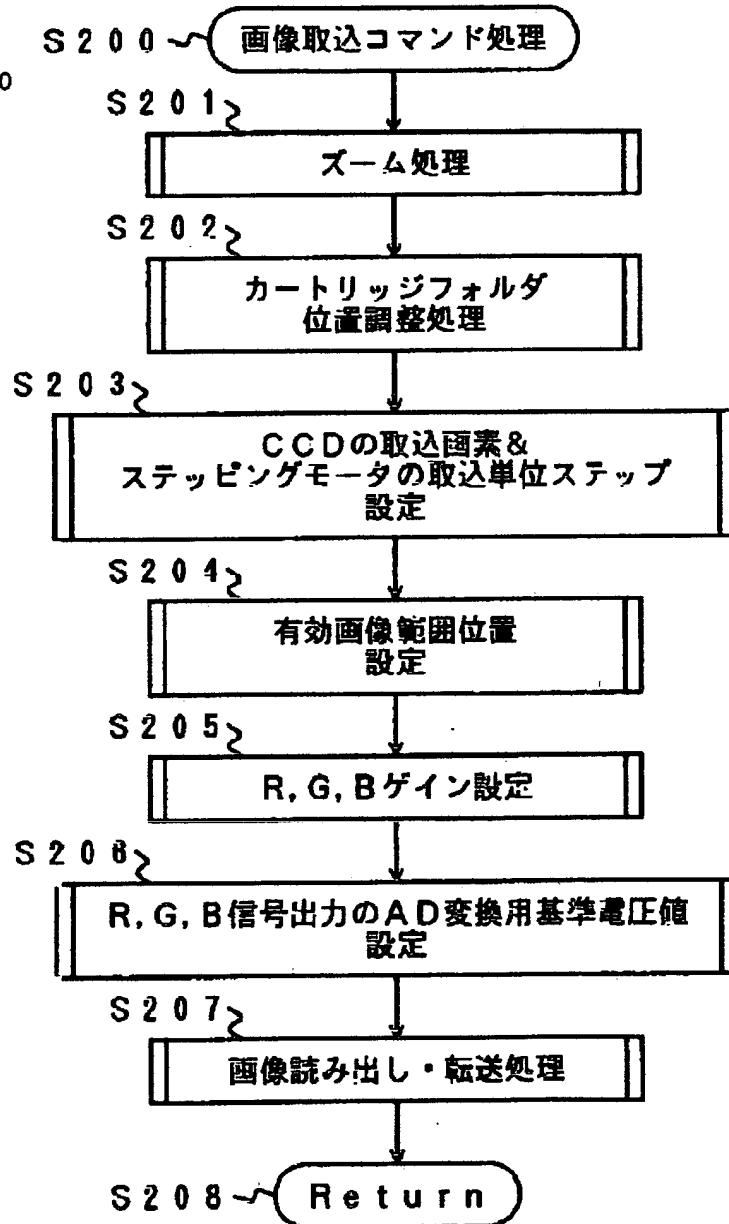 S200 画像取込コマンド処理
S201
ズーム処理
S202
カートリッジフォルダ
位置調整処理
S203
CCDの取込画素&
ステッピングモータの取込単位ステップ
設定
S204
有効画像範囲位置
設定
S205
R,G,Bゲイン設定
S206
R,G,B信号出力のAD変換用基準電圧値
設定
S207
画像読み出し・転送処理
S208 Return